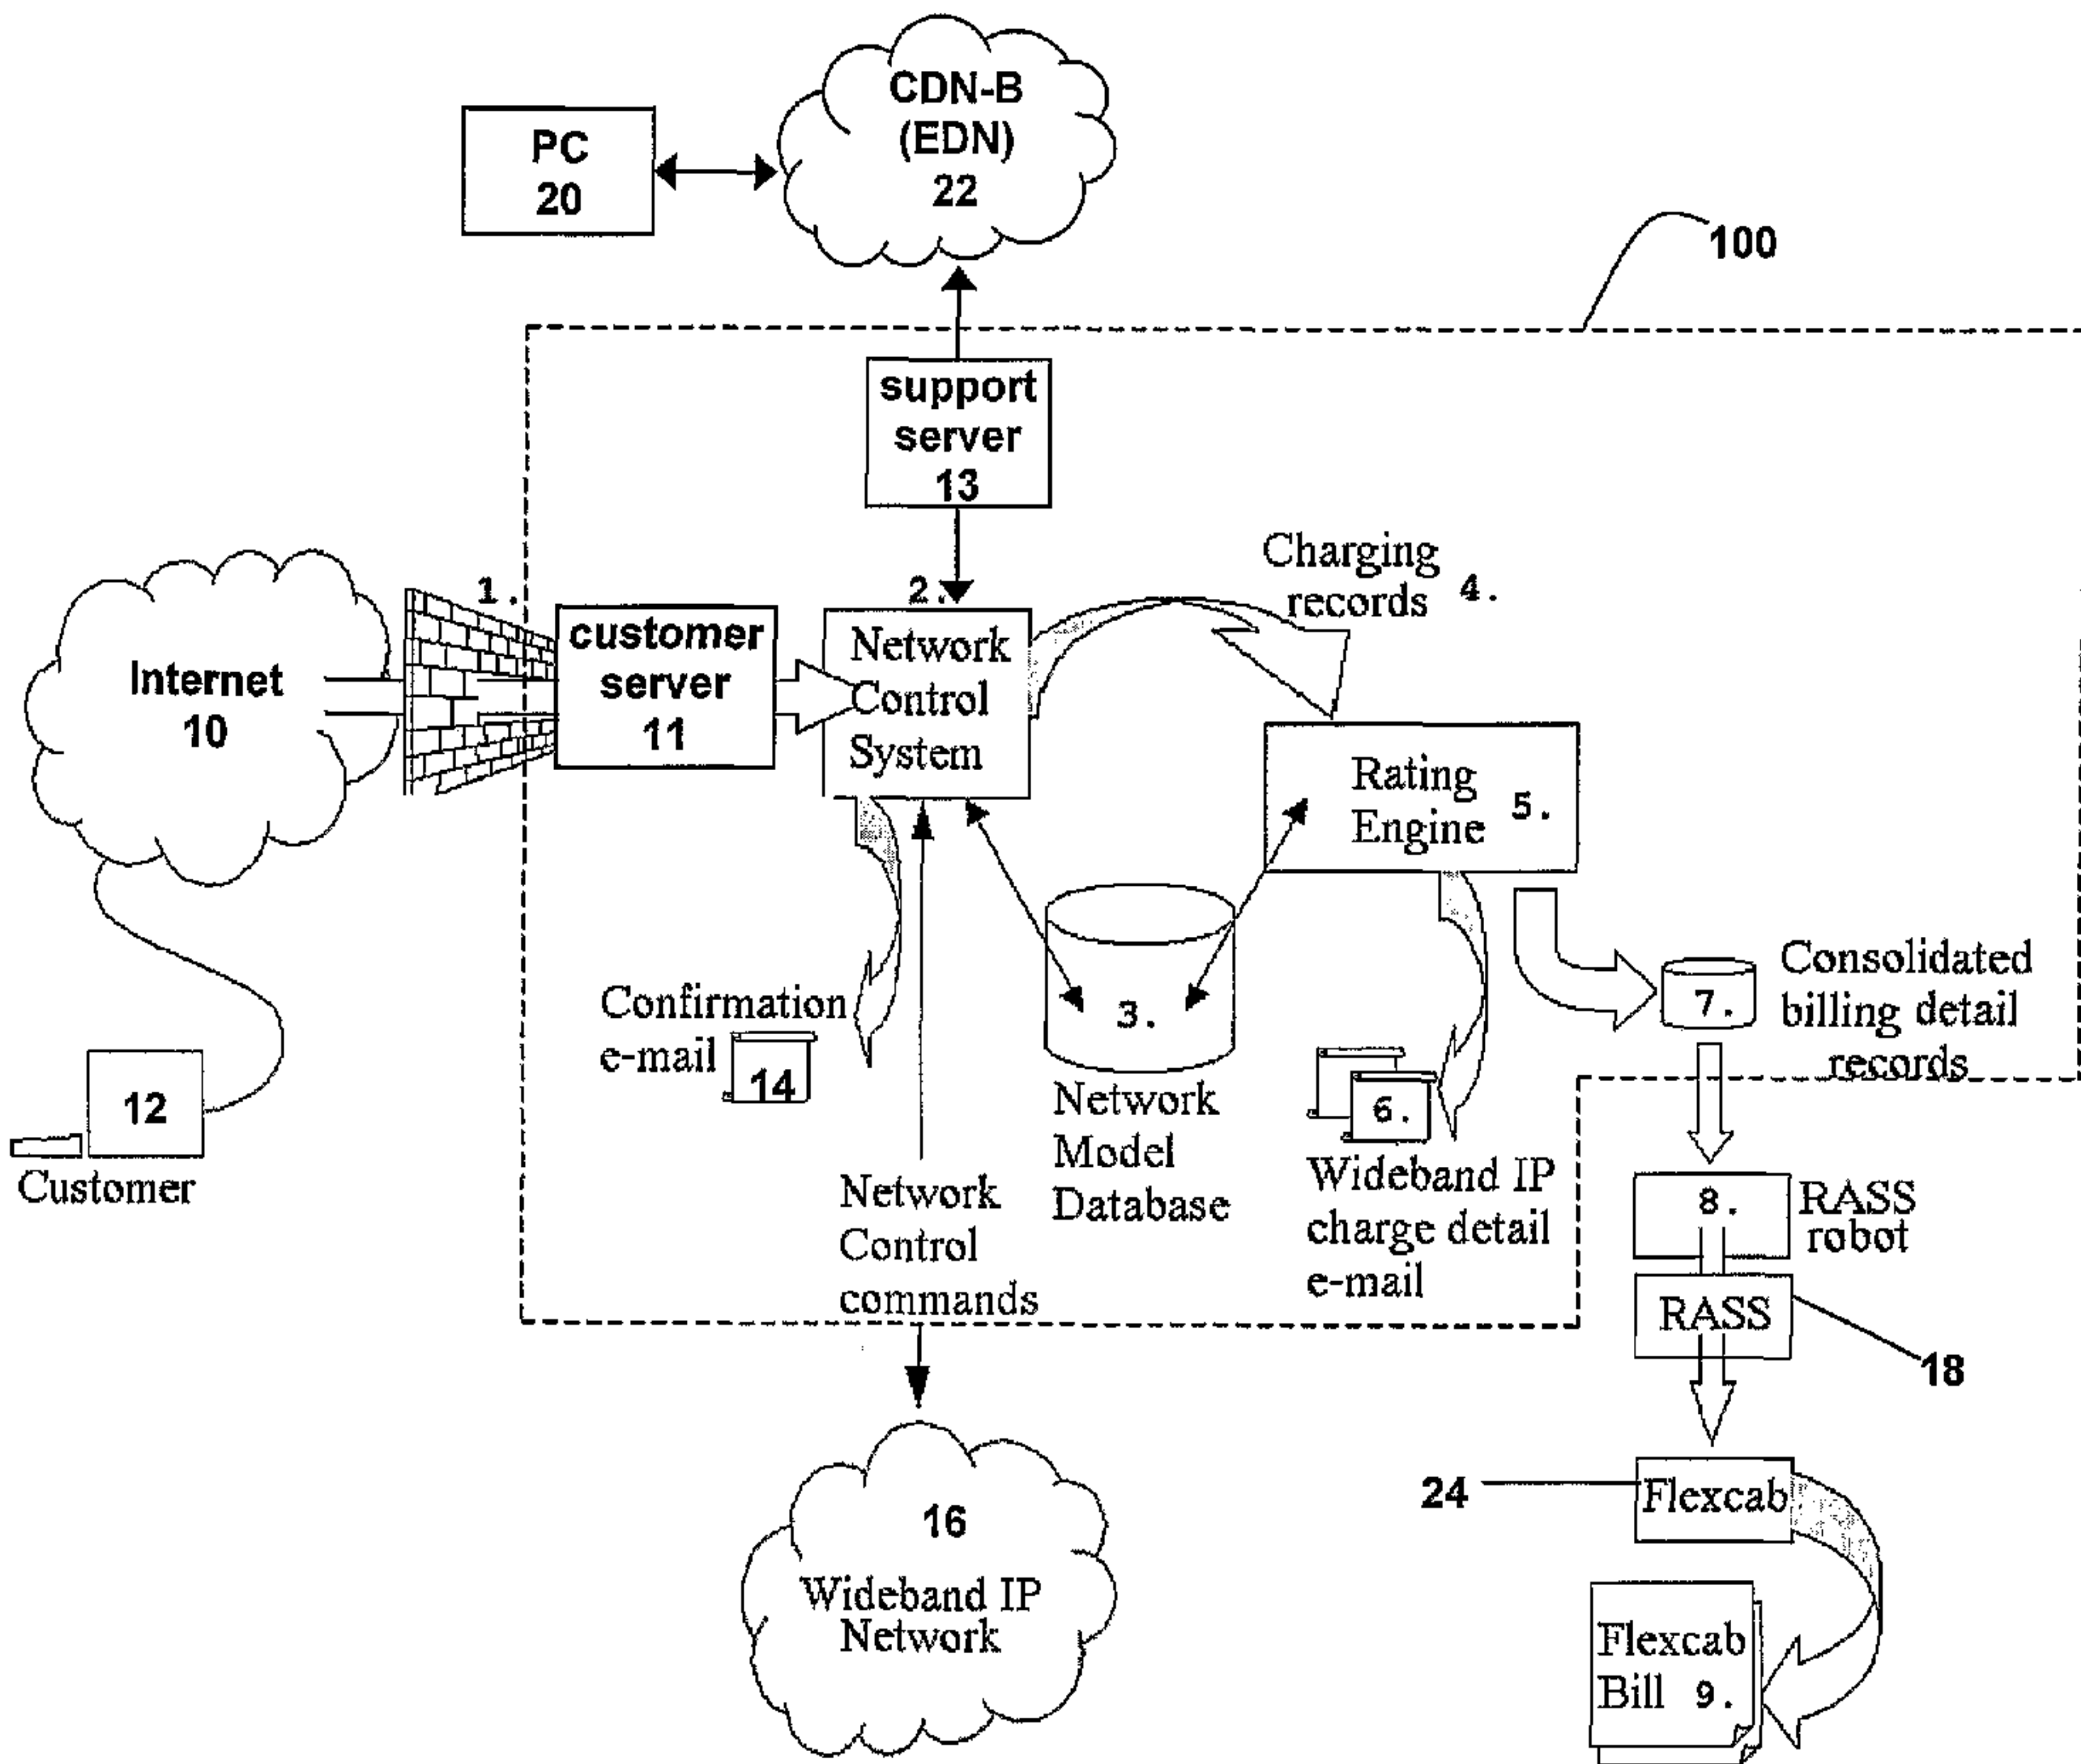 CDN-B
(EDN)
22
PC
20
100
support
server
13
Charging
records 4.
1.
2.
customer
server
11
Network
Control
System
Internet
10
Rating
Engine 5.
Consolidated
billing detail
records
7.
3.
Confirmation
e-mail
14
6.
12
Customer
Network
Model
Database
Wideband IP
charge detail
e-mail
Network
Control
commands
8.
RASS
robot
RASS
18
16
Wideband IP
Network
24
Flexcab
Flexcab
Bill 9.